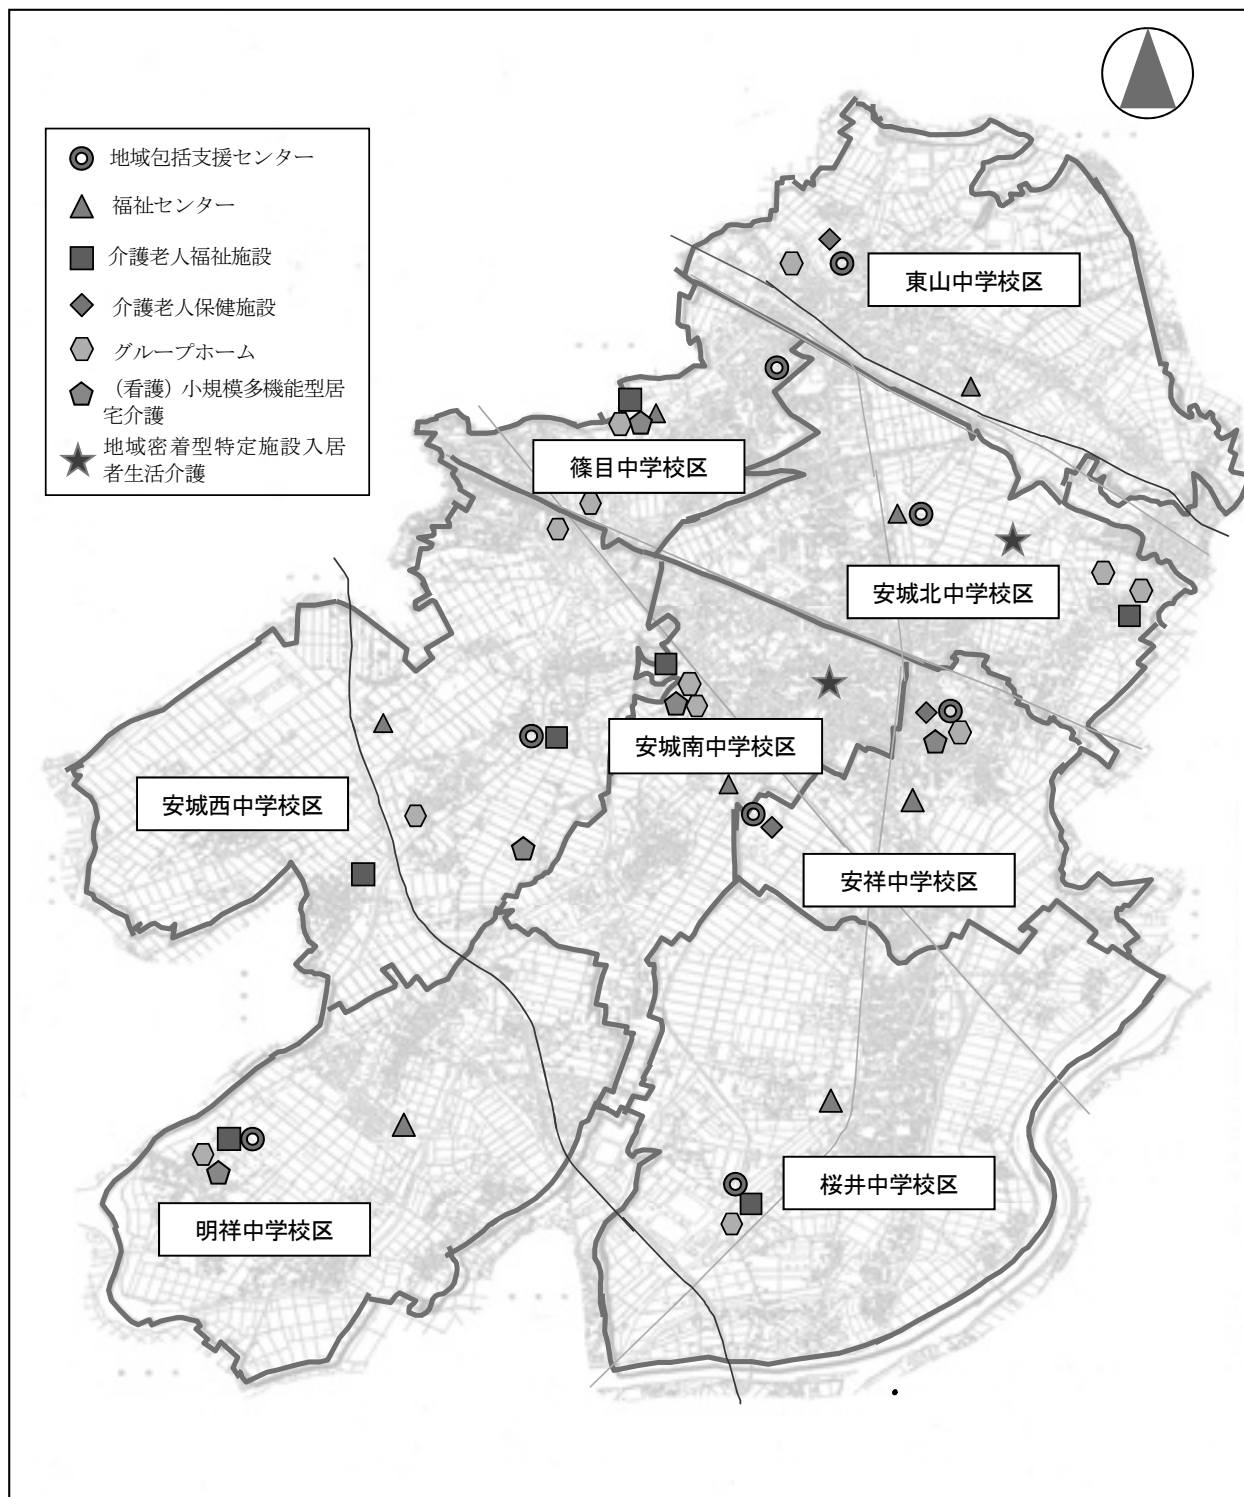 地域包括支援センター
福祉センター
介護老人福祉施設
介護老人保健施設
グループホーム
（看護）小規模多機能型居
宅介護
地域密着型特定施設入居
者生活介護
東山中学校区
篠目中学校区
安城北中学校区
安城南中学校区
安城西中学校区
安祥中学校区
桜井中学校区
明祥中学校区